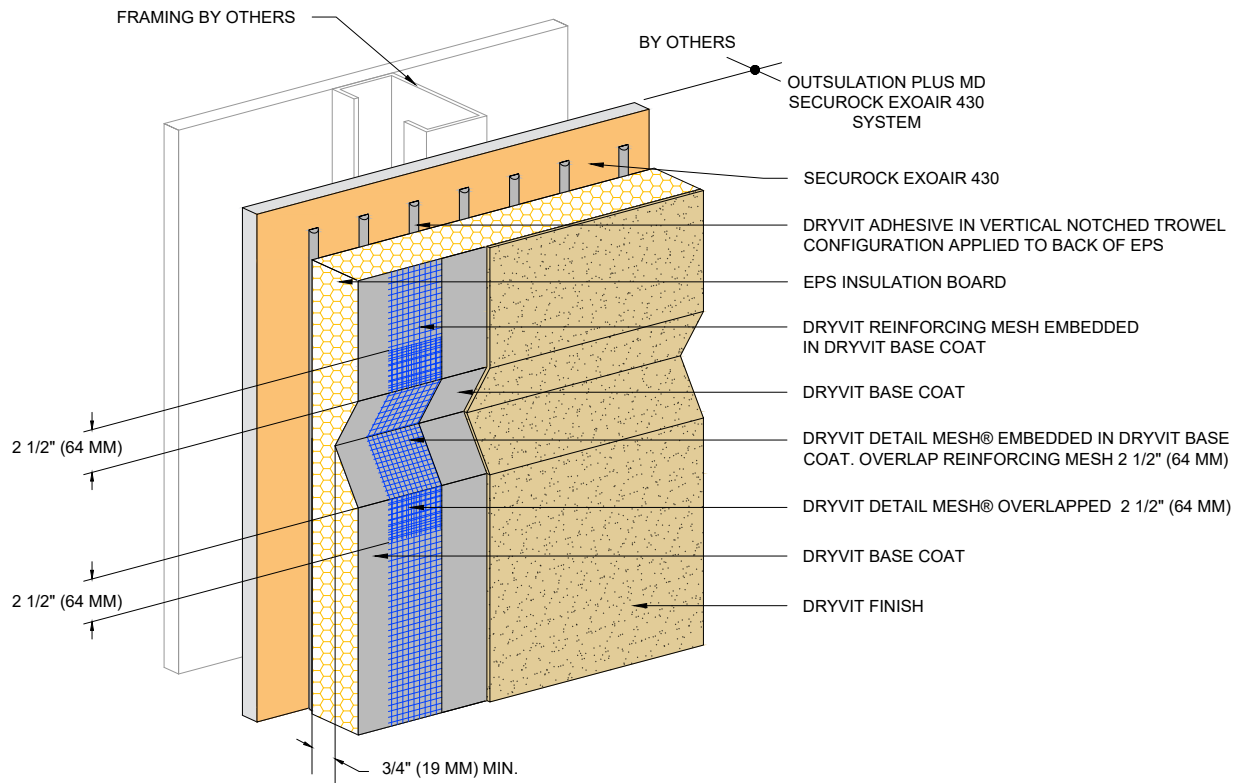 FRAMING BY OTHERS
BY OTHERS
OUTSULATION PLUS MD
SECUROCK EXOAIR 430
SYSTEM
SECUROCK EXOAIR 430
DRYVIT ADHESIVE IN VERTICAL NOTCHED TROWEL
CONFIGURATION APPLIED TO BACK OF EPS
EPS INSULATION BOARD
DRYVIT REINFORCING MESH EMBEDDED
IN DRYVIT BASE COAT
DRYVIT BASE COAT
2 1/2" (64 MM)
DRYVIT DETAIL MESH® EMBEDDED IN DRYVIT BASE
COAT. OVERLAP REINFORCING MESH 2 1/2" (64 MM)
DRYVIT DETAIL MESH® OVERLAPPED 2 1/2" (64 MM)
DRYVIT BASE COAT
2 1/2" (64 MM)
DRYVIT FINISH
3/4" (19 MM) MIN.